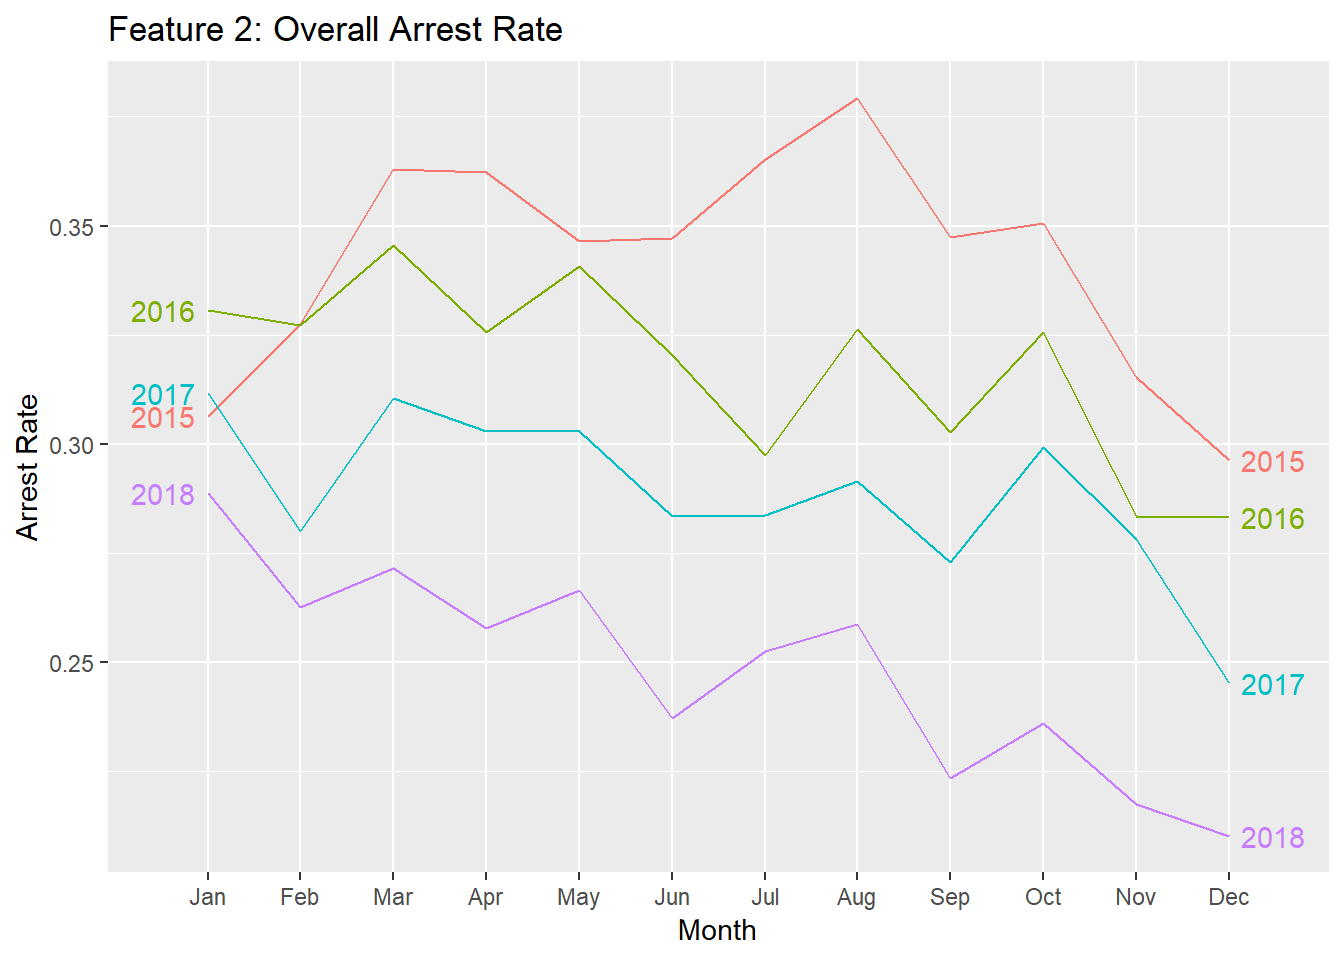 Feature 2: Overall Arrest Rate
Arrest Rate
0.35
0.30
0.25
2016
2017
2015
2018
2015
2016
2017
2018
Jan Feb Mar Apr May Jun Jul Aug Sep Oct Nov Dec
Month